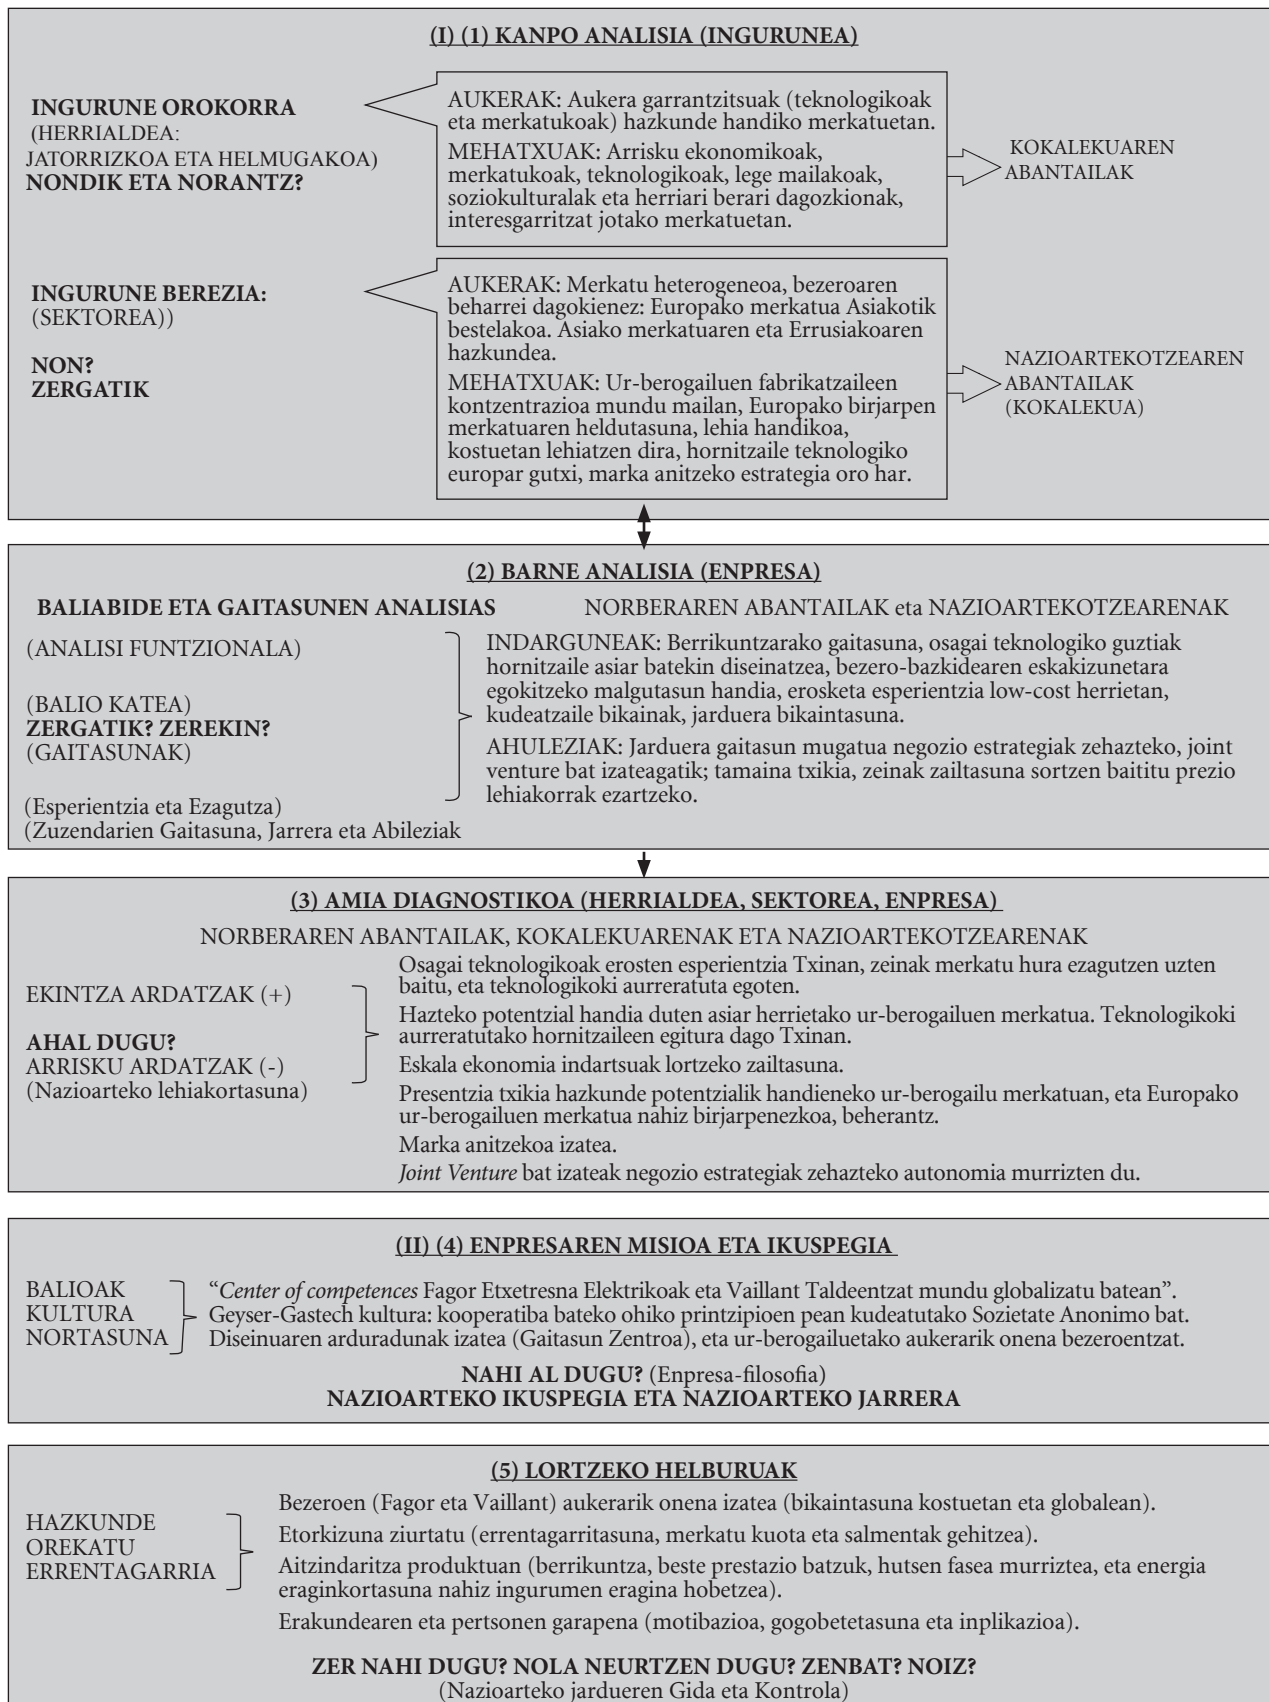 (I) (1) KANPO ANALISIA (INGURUNEA)
INGURUNE OROKORRA
(HERRIALDEA:
JATORRIZKOA ETA HELMUGAKOA)
NONDIK ETA NORANTZ?
AUKERAK: Aukera garrantzitsuak (teknologikoak
eta merkatukoak) hazkunde handiko merkatuetan.
MEHATXUAK: Arrisku ekonomikoak,
merkatukoak, teknologikoak, lege mailakoak,
soziokulturalak eta herriari berari dagozkionak,
interesgarritzat jotako merkatuetan.
KOKALEKUAREN
ABANTAILAK
INGURUNE BEREZIA:
(SEKTOREA))
NON?
ZERGATIK
AUKERAK: Merkatu heterogeneoa, bezeroaren
beharrei dagokienez: Europako merkatua Asiakotik
bestelakoa. Asiako merkatuaren eta Errusiakoaren
hazkundea.
MEHATXUAK: Ur-berogailuen fabrikatzaileen
kontzentrazioa mundu mailan, Europako birjarpen
merkatuaren heldutasuna, lehia handikoa,
kostuetan lehiatzen dira, hornitzaile teknologiko
europar gutxi, marka anitzeko estrategia oro har.
NAZIOARTEKOTZEAREN
ABANTAILAK
(KOKALEKUA)
(2) BARNE ANALISIA (ENPRESA)
BALIABIDE ETA GAITASUNEN ANALISIAS
NORBERAREN ABANTAILAK eta NAZIOARTEKOTZEARENAK
(ANALISI FUNTZIONALA)
(BALIO KATEA)
ZERGATIK? ZEREKIN?
(GAITASUNAK)
(Esperientzia eta Ezagutza)
(Zuzendarien Gaitasuna, Jarrera eta Abileziak
INDARGUNEAK: Berrikuntzarako gaitasuna, osagai teknologiko guztiak
hornitzaile asiar batekin diseinatzea, bezero-bazkidearen eskakizunetara
egokitzeko malgutasun handia, erosketa esperientzia low-cost herrietan,
kudeatzaile bikainak, jarduera bikaintasuna.
AHULEZIAK: Jarduera gaitasun mugatua negozio estrategiak zehazteko, joint
venture bat izateagatik; tamaina txikia, zeinak zailtasuna sortzen baititu prezio
lehiakorrak ezartzeko.
(3) AMIA DIAGNOSTIKOA (HERRIALDEA, SEKTOREA, ENPRESA)
NORBERAREN ABANTAILAK, KOKALEKUARENAK ETA NAZIOARTEKOTZEARENAK
EKINTZA ARDATZAK (+)
AHAL DUGU?
ARRISKU ARDATZAK (-)
(Nazioarteko lehiakortasuna)
Osagai teknologikoak erosten esperientzia Txinan, zeinak merkatu hura ezagutzen uzten
baitu, eta teknologikoki aurreratuta egoten.
Hazteko potentzial handia duten asiar herrietako ur-berogailuen merkatua. Teknologikoki
aurreratutako hornitzaileen egitura dago Txinan.
Eskala ekonomia indartsuak lortzeko zailtasuna.
Presentzia txikia hazkunde potentzialik handieneko ur-berogailu merkatuan, eta Europako
ur-berogailuen merkatua nahiz birjarpenezkoa, beherantz.
Marka anitzekoa izatea.
Joint Venture bat izateak negozio estrategiak zehazteko autonomia murrizten du.
(II) (4) ENPRESAREN MISIOA ETA IKUSPEGIA
BALIOAK
KULTURA
NORTASUNA
“Center of competences Fagor Etxetresna Elektrikoak eta Vaillant Taldeentzat mundu globalizatu batean”.
Geyser-Gastech kultura: kooperatiba bateko ohiko printzipioen pean kudeatutako Sozietate Anonimo bat.
Diseinuaren arduradunak izatea (Gaitasun Zentroa), eta ur-berogailuetako aukerarik onena bezeroentzat.
NAHI AL DUGU? (Enpresa-filosofia)
NAZIOARTEKO IKUSPEGIA ETA NAZIOARTEKO JARRERA
(5) LORTZEKO HELBURUAK
HAZKUNDE
OREKATU
ERRENTAGARRIA
Bezeroen (Fagor eta Vaillant) aukerarik onena izatea (bikaintasuna kostuetan eta globalean).
Etorkizuna ziurtatu (errentagarritasuna, merkatu kuota eta salmentak gehitzea).
Aitzindaritza produktuan (berrikuntza, beste prestazio batzuk, hutsen fasea murriztea, eta energia
eraginkortasuna nahiz ingurumen eragina hobetzea).
Erakundearen eta pertsonen garapena (motibazioa, gogobetetasuna eta inplikazioa).
ZER NAHI DUGU? NOLA NEURTZEN DUGU? ZENBAT? NOIZ?
(Nazioarteko jardueren Gida eta Kontrola)